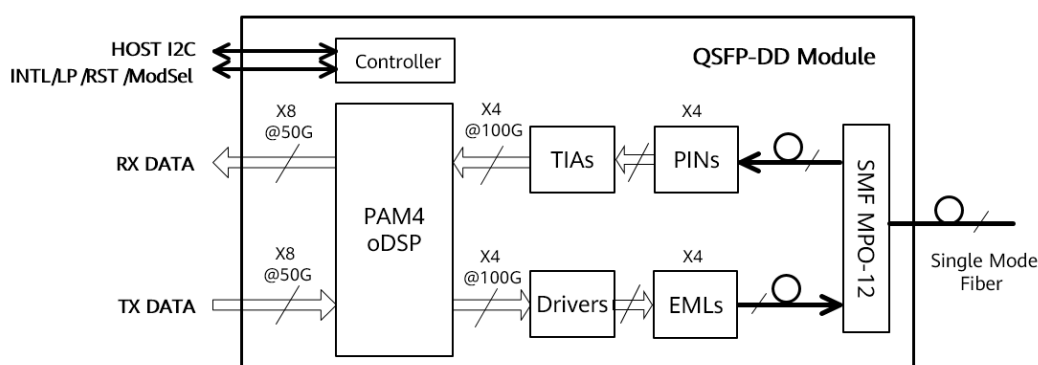 HOST I2C
INTL/LP/RST/ModSel
Controller
QSFP-DD Module
X8
@50G
X4
@100G
X4
RX DATA
TIAs
PINs
SMF MPO-12
PAM4
oDSP
X8
@50G
X4
@100G
X4
Single Mode
Fiber
TX DATA
Drivers
EMLs